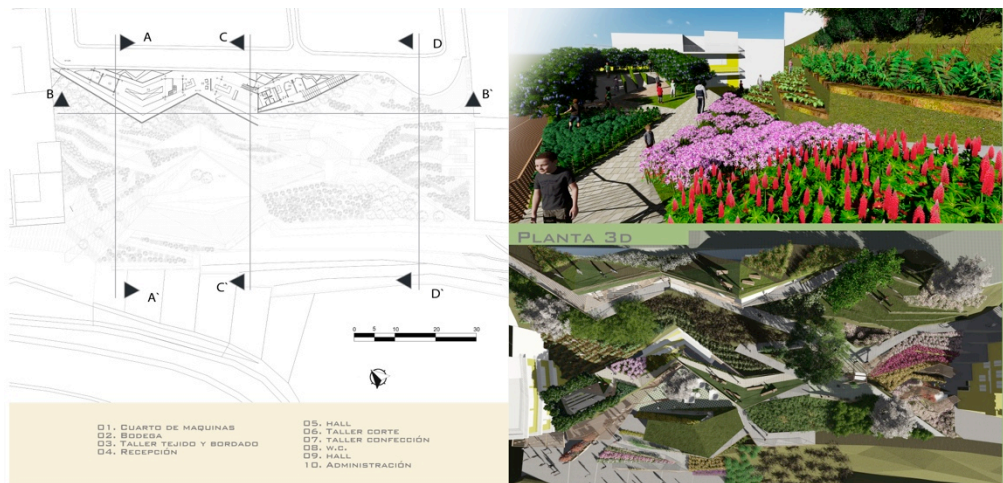 A
C
D
B
B`
A`
C`
D`
0 5 10 20 30
01. CUARTO DE MAQUINAS
02. BODEGA
03. TALLER TEJIDO Y BORDADO
04. RECEPCIÓN
05. HALL
06. TALLER CORTE
07. TALLER CONFECCIÓN
08. W.C.
09. HALL
10. ADMINISTRACIÓN
PLANTA 3D